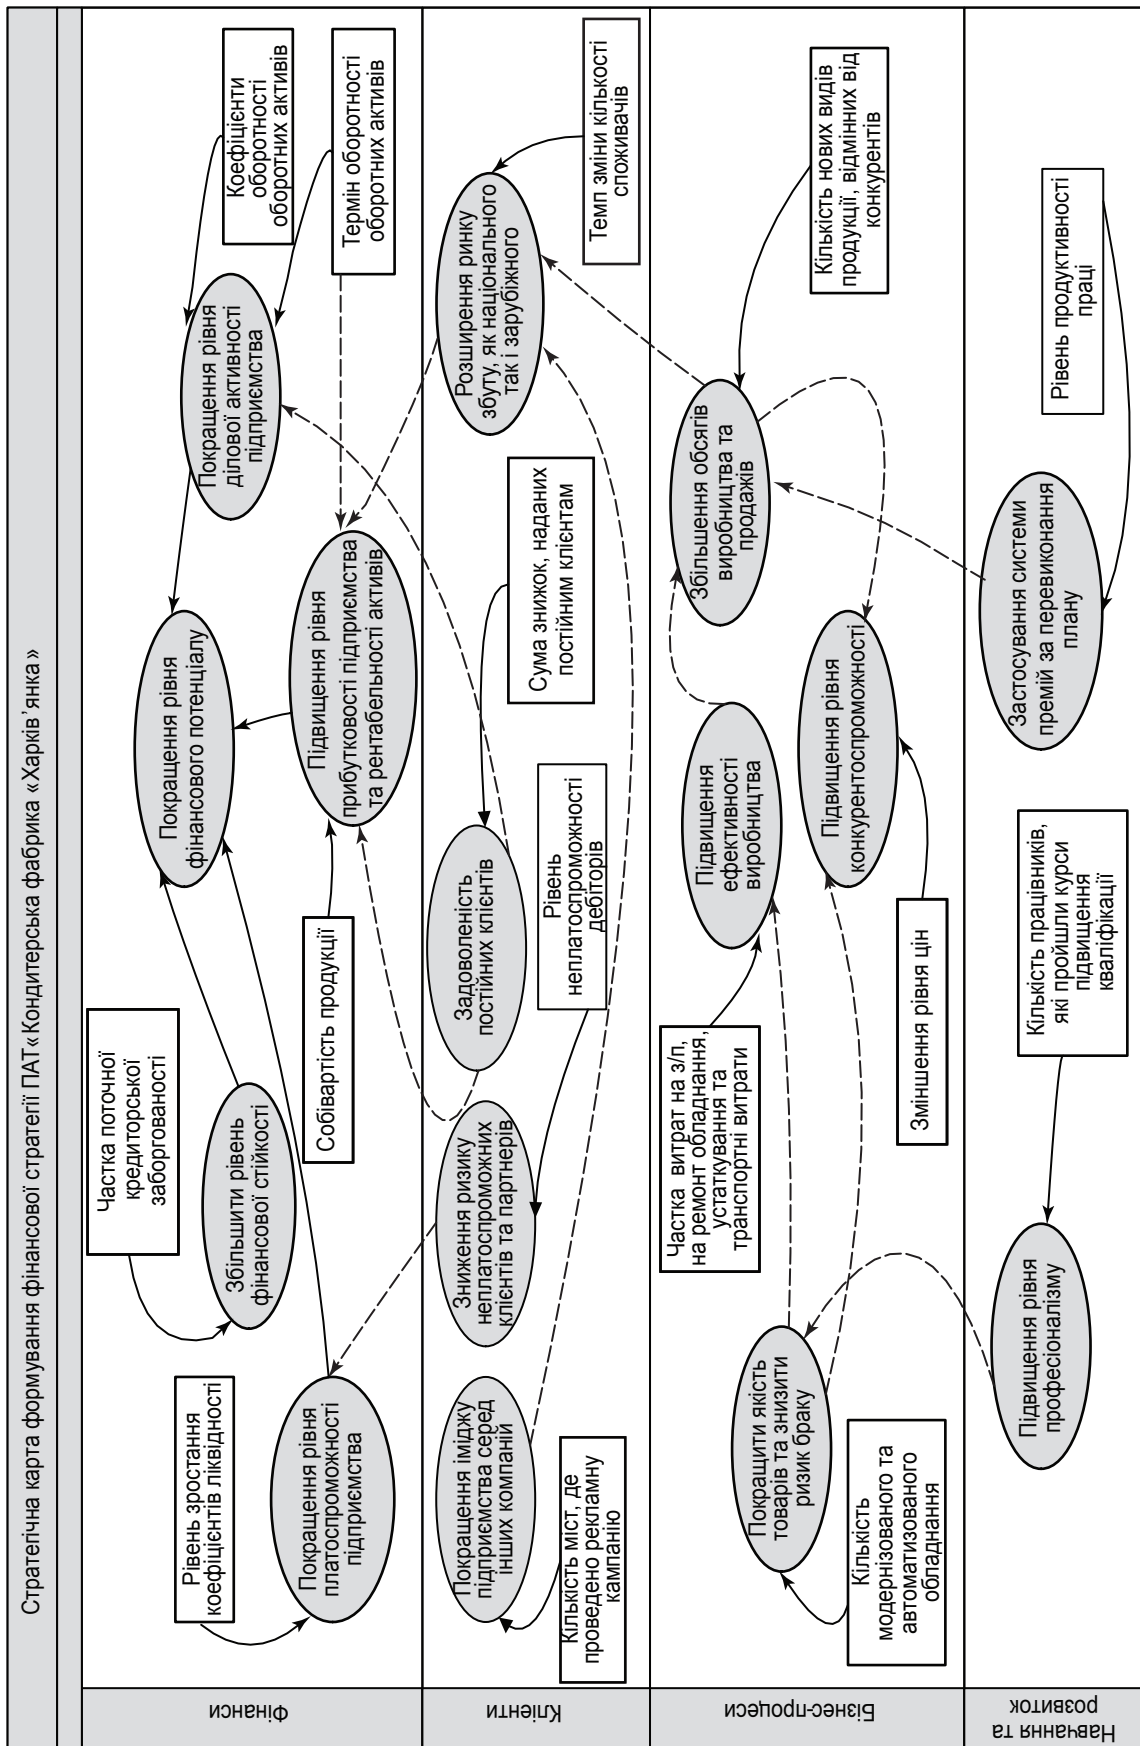 Стратегічна карта формування фінансової стратегії ПАТ «Кондитерська фабрика «Харків'янка»
Фінанси
Рівень зростання
коефіцієнтів ліквідності
Покращення рівня
платоспроможності
підприємства
Частка поточної
кредиторської
заборгованості
Збільшити рівень
фінансової стійкості
Покращення рівня
фінансового потенціалу
Собівартість продукції
Підвищення рівня
прибутковості підприємства
та рентабельності активів
Покращення рівня
ділової активності
підприємства
Коефіцієнти
оборотності
оборотних активів
Термін оборотності
оборотних активів
Клієнти
Покращення іміджу
підприємства серед
інших компаній
Кількість міст, де
проведено рекламну
кампанію
Зниження ризику
неплатоспроможних
клієнтів та партнерів
Задоволеність
постійних клієнтів
Рівень
неплатоспроможності
дебіторів
Сума знижок, наданих
постійним клієнтам
Розширення ринку
збуту, як національного
так і зарубіжного
Темп зміни кількості
споживачів
Бізнес-процеси
Покращити якість
товарів та знизити
ризик браку
Кількість
модернізованого та
автоматизованого
обладнання
Частка витрат на з/п,
на ремонт обладнання,
устаткування та
транспортні витрати
Підвищення
ефективності
виробництва
Підвищення рівня
конкурентоспроможності
Зміншення рівня цін
Збільшення обсягів
виробництва та
продажів
Кількість нових видів
продукції, відмінних від
конкурентів
Навчання та
розвиток
Підвищення рівня
професіоналізму
Кількість працівників,
які пройшли курси
підвищення
кваліфікації
Застосування системи
премій за перевиконання
плану
Рівень продуктивності
праці